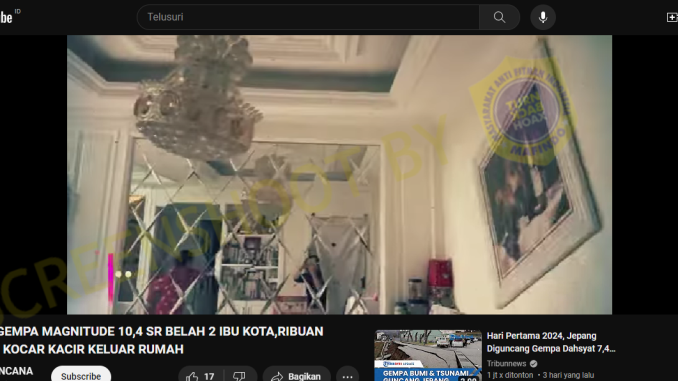 be ID
Telusuri
SCREENSHOOT BY
MASYARAKAT ANTI FITNAH INDONESIA
TURN
BACK
HOAX
MAFINDO
GEMPA MAGNITUDE 10,4 SR BELAH 2 IBU KOTA,RIBUAN
KOCAR KACIR KELUAR RUMAH
NCANA
Subscribe
17
Bagikan
Hari Pertama 2024, Jepang
Diguncang Gempa Dahsyat 7,4...
Tribunnews
1 jt x ditonton • 3 hari yang lalu
GEMPA BUMI & TSUNAMI